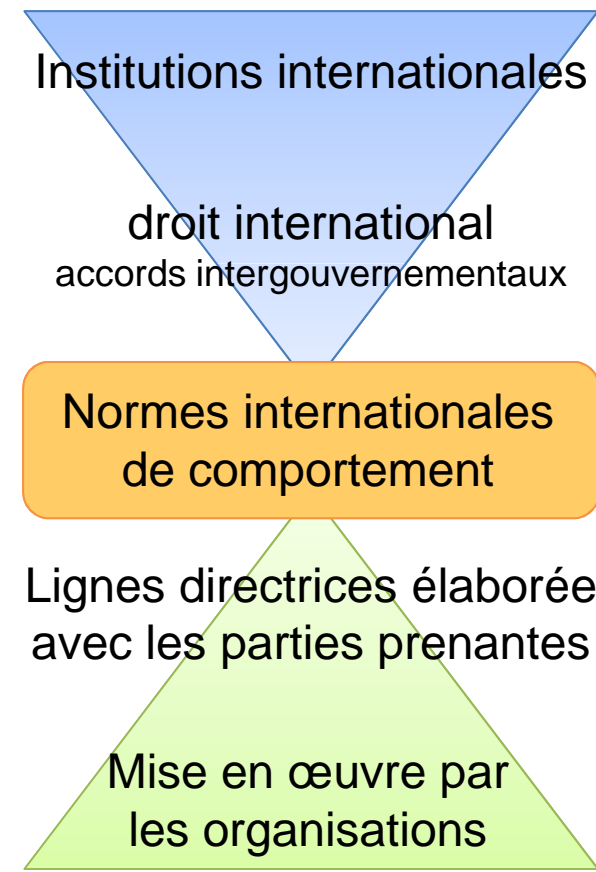 Institutions internationales
droit international
accords intergouvernementaux
Normes internationales
de comportement
Lignes directrices élaborée
avec les parties prenantes
Mise en œuvre par
les organisations